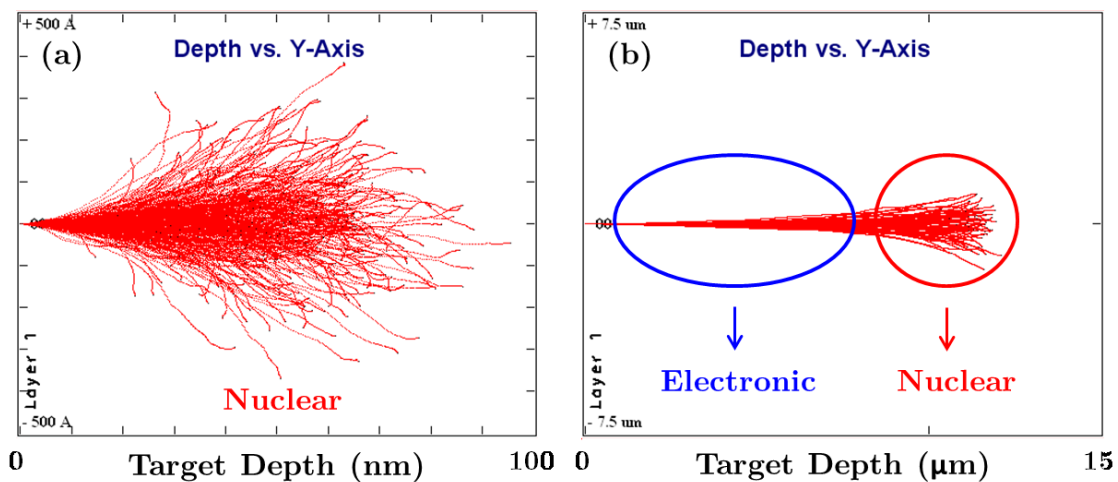 + 500 A
(a)
Depth vs. Y-Axis
00
Layer 1
Nuclear
- 500 A
0
Target Depth (nm)
100
+ 7.5 um
(b)
Depth vs. Y-Axis
00
Electronic
Nuclear
Layer 1
- 7.5 um
0
Target Depth (μm)
15